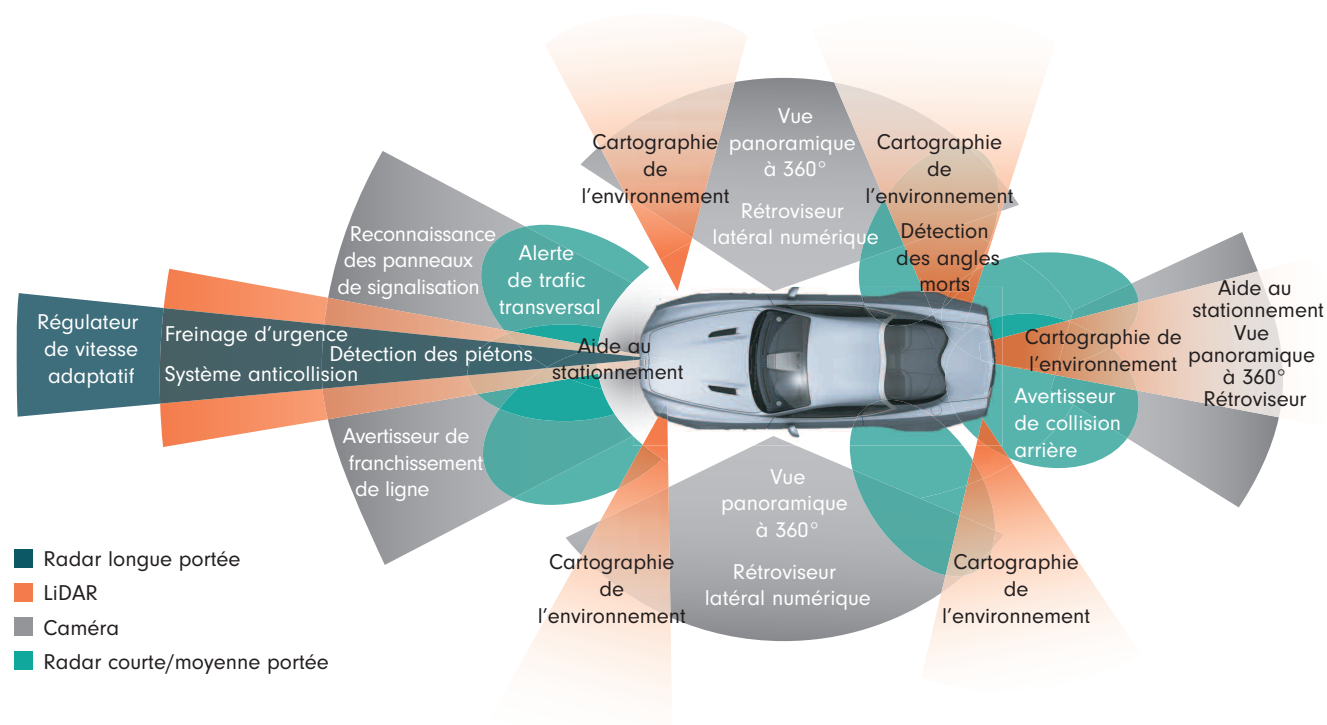 Vue
panoramique
à 360°
Rétroviseur
latéral numérique
Cartographie
de
l'environnement
Cartographie
de
l'environnement
Détection
des angles
morts
Reconnaissance
des panneaux
de signalisation
Alerte
de trafic
transversal
Régulateur
de vitesse
adaptatif
Freinage d'urgence
Système anticollision
Détection des piétons
Aide au
stationnement
Cartographie de
l'environnement
Aide au
stationnement
Vue
panoramique
à 360°
Rétroviseur
Avertisseur
de collision
arrière
Avertisseur de
franchissement
de ligne
Vue
panoramique
à 360°
Rétroviseur
latéral numérique
Cartographie
de
l'environnement
Cartographie
de
l'environnement
Radar longue portée
LiDAR
Caméra
Radar courte/moyenne portée